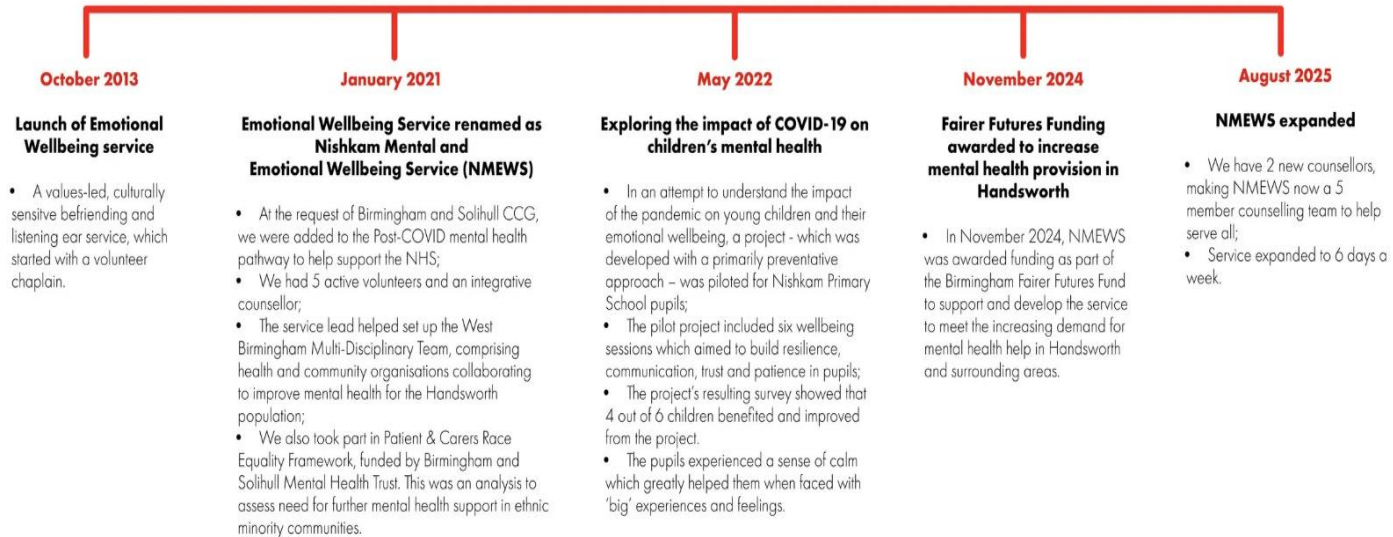 October 2013
Launch of Emotional
Wellbeing service
• A values-led, culturally
sensitve befriending and
listening ear service, which
started with a volunteer
chaplain.
January 2021
Emotional Wellbeing Service renamed as
Nishkam Mental and
Emotional Wellbeing Service (NMEWS)
• At the request of Birmingham and Solihull CCG,
we were added to the Post-COVID mental health
pathway to help support the NHS;
• We had 5 active volunteers and an integrative
counsellor;
• The service lead helped set up the West
Birmingham Multi-Disciplinary Team, comprising
health and community organisations collaborating
to improve mental health for the Handsworth
population;
• We also took part in Patient & Carers Race
Equality Framework, funded by Birmingham and
Solihull Mental Health Trust. This was an analysis to
assess need for further mental health support in ethnic
minority communities.
May 2022
Exploring the impact of COVID-19 on
children's mental health
• In an attempt to understand the impact
of the pandemic on young children and their
emotional wellbeing, a project - which was
developed with a primarily preventative
approach – was piloted for Nishkam Primary
School pupils;
• The pilot project included six wellbeing
sessions which aimed to build resilience,
communication, trust and patience in pupils;
• The project's resulting survey showed that
4 out of 6 children benefited and improved
from the project.
• The pupils experienced a sense of calm
which greatly helped them when faced with
'big' experiences and feelings.
November 2024
Fairer Futures Funding
awarded to increase
mental health provision in
Handsworth
• In November 2024, NMEWS
was awarded funding as part of
the Birmingham Fairer Futures Fund
to support and develop the service
to meet the increasing demand for
mental health help in Handsworth
and surrounding areas.
August 2025
NMEWS expanded
• We have 2 new counsellors,
making NMEWS now a 5
member counselling team to help
serve all;
• Service expanded to 6 days a
week.